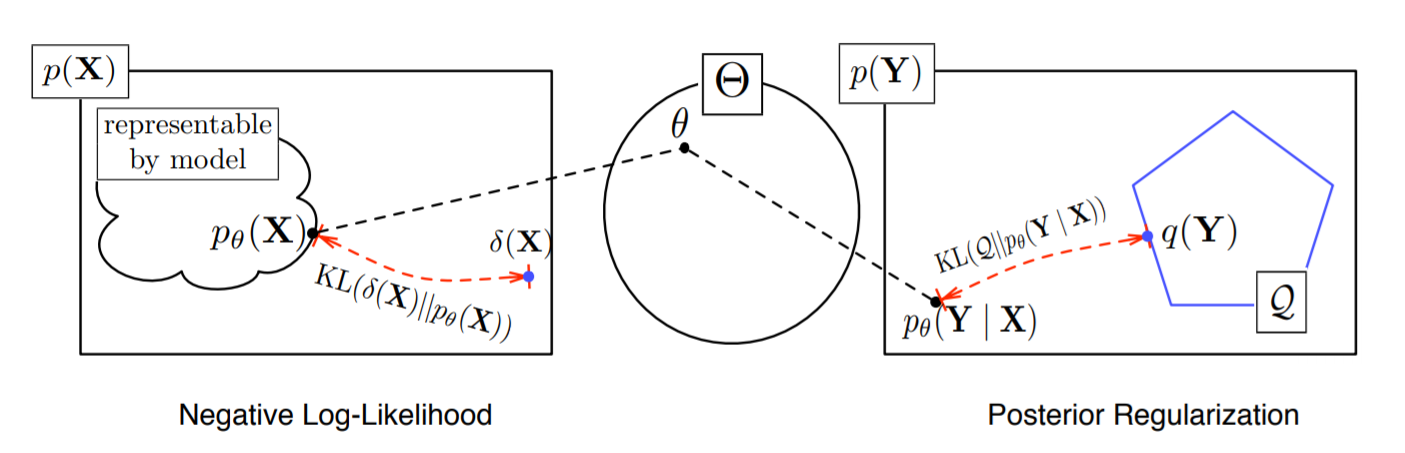 p(X)
representable
by model
pθ(X)
δ(X)
KL(δ(X)||pθ(X))
Negative Log-Likelihood
Θ
θ
p(Y)
KL(𝒬||pθ(Y | X))
q(Y)
𝒬
pθ(Y | X)
Posterior Regularization